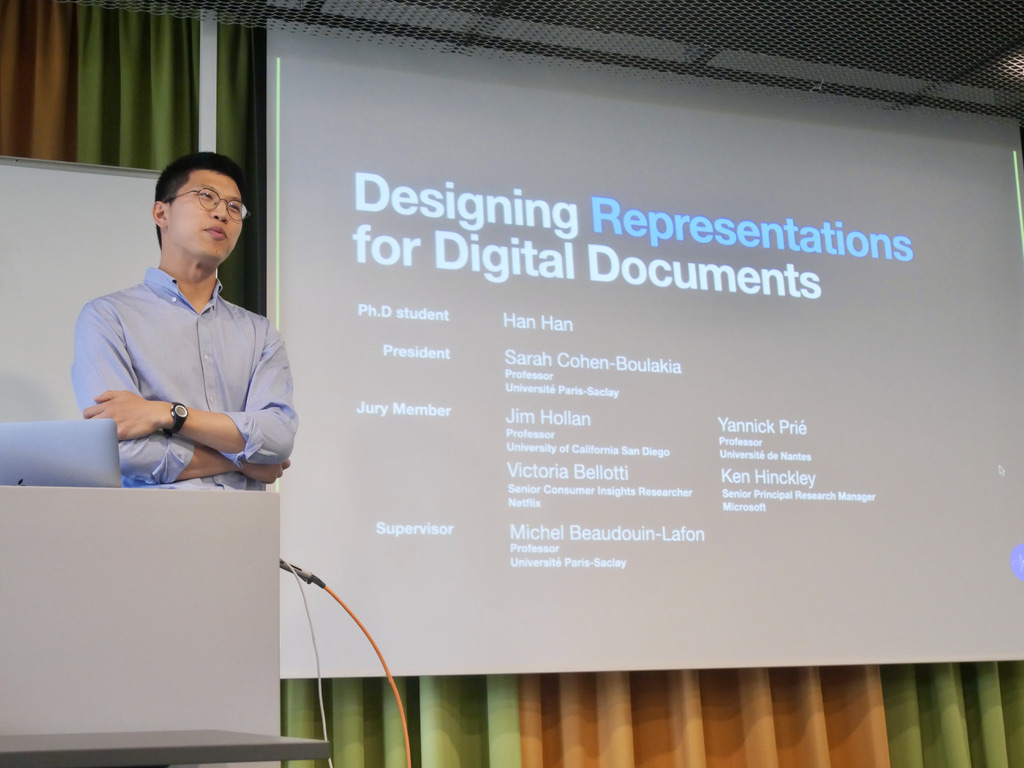 Designing Representations
for Digital Documents
Ph.D student
Han Han
President
Sarah Cohen-Boulakia
Professor
Université Paris-Saclay
Jury Member
Jim Hollan
Professor
University of California San Diego
Yannick Prié
Professor
Université de Nantes
Victoria Bellotti
Senior Consumer Insights Researcher
Netflix
Ken Hinckley
Senior Principal Research Manager
Microsoft
Supervisor
Michel Beaudouin-Lafon
Professor
Université Paris-Saclay